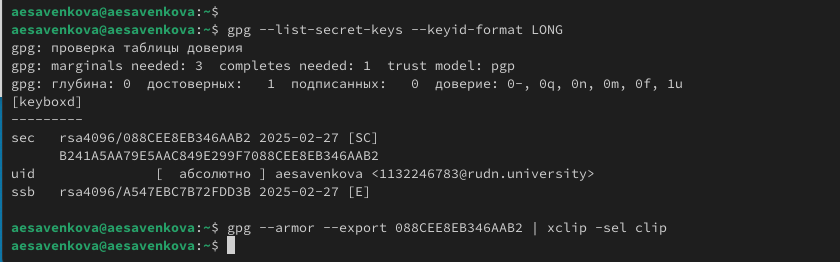 aesavenkova@aesavenkova:~$
aesavenkova@aesavenkova:~$ gpg --list-secret-keys --keyid-format LONG
gpg: проверка таблицы доверия
gpg: marginals needed: 3  completes needed: 1  trust model: pgp
gpg: глубина: 0  достоверных:   1  подписанных:   0  доверие: 0-, 0q, 0n, 0m, 0f, 1u
[keyboxd]
---------
sec   rsa4096/088CEE8EB346AAB2 2025-02-27 [SC]
      B241A5AA79E5AAC849E299F7088CEE8EB346AAB2
uid              [  абсолютно ] aesavenkova <1132246783@rudn.university>
ssb   rsa4096/A547EBC7B72FDD3B 2025-02-27 [E]

aesavenkova@aesavenkova:~$ gpg --armor --export 088CEE8EB346AAB2 | xclip -sel clip
aesavenkova@aesavenkova:~$